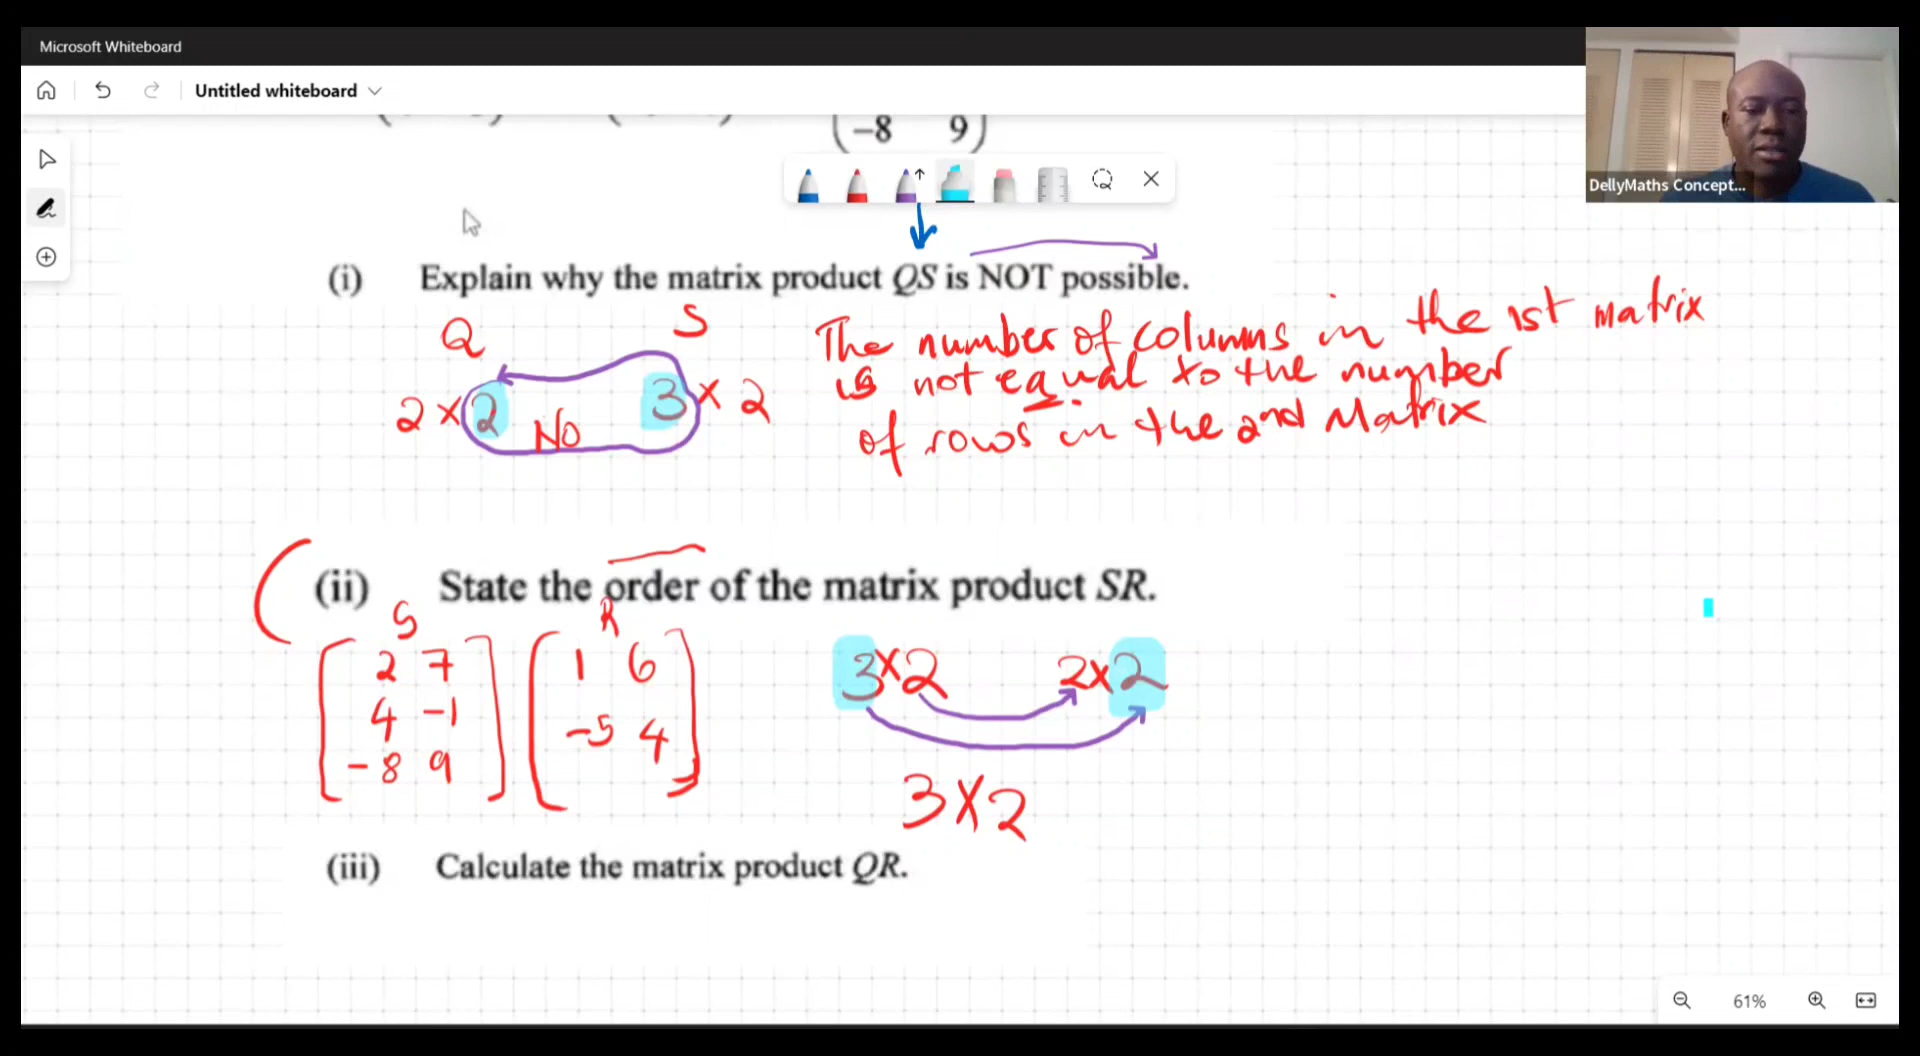 Microsoft Whiteboard
Untitled whiteboard
DellyMaths Concept...
-8 9
(i) Explain why the matrix product QS is NOT possible.
Q S
2 × 2 No 3 × 2
The number of columns in the 1st matrix
is not equal to the number
of rows in the 2nd Matrix
(ii) State the order of the matrix product SR.
S R
2 7 1 6
4 -1
-5 4
-8 9
3×2 2×2
3×2
(iii) Calculate the matrix product QR.
61%